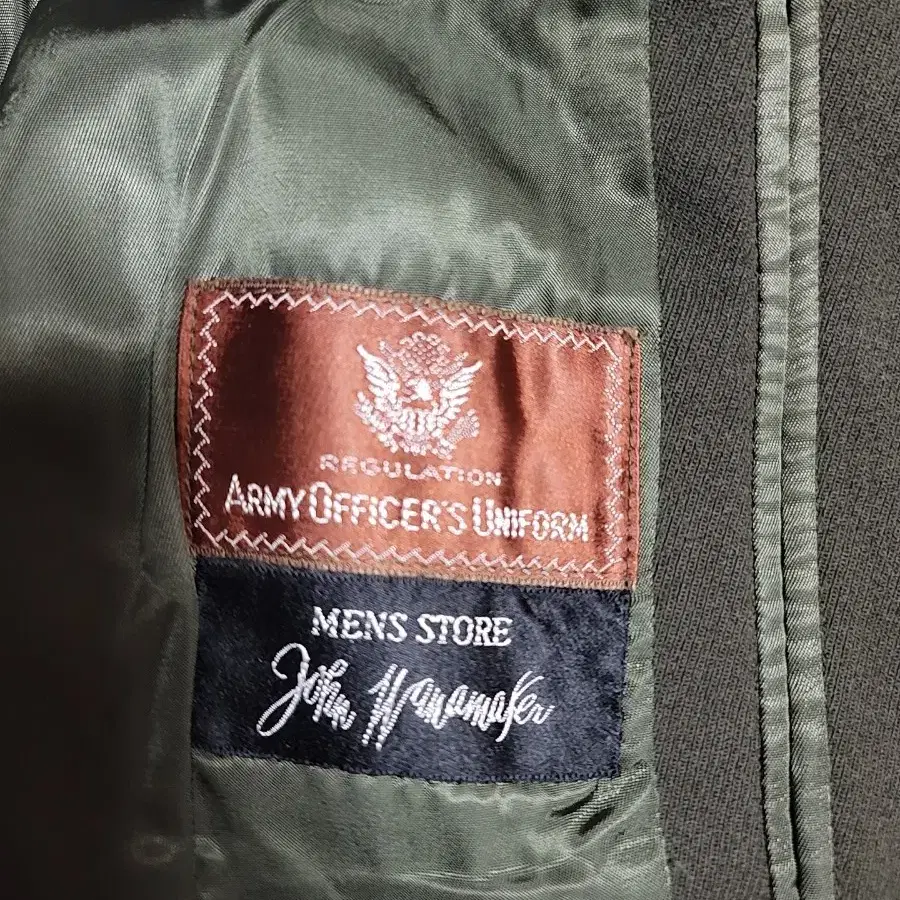 REGULATION
ARMY OFFICER'S UNIFORM
MENS STORE
John Wanamaker